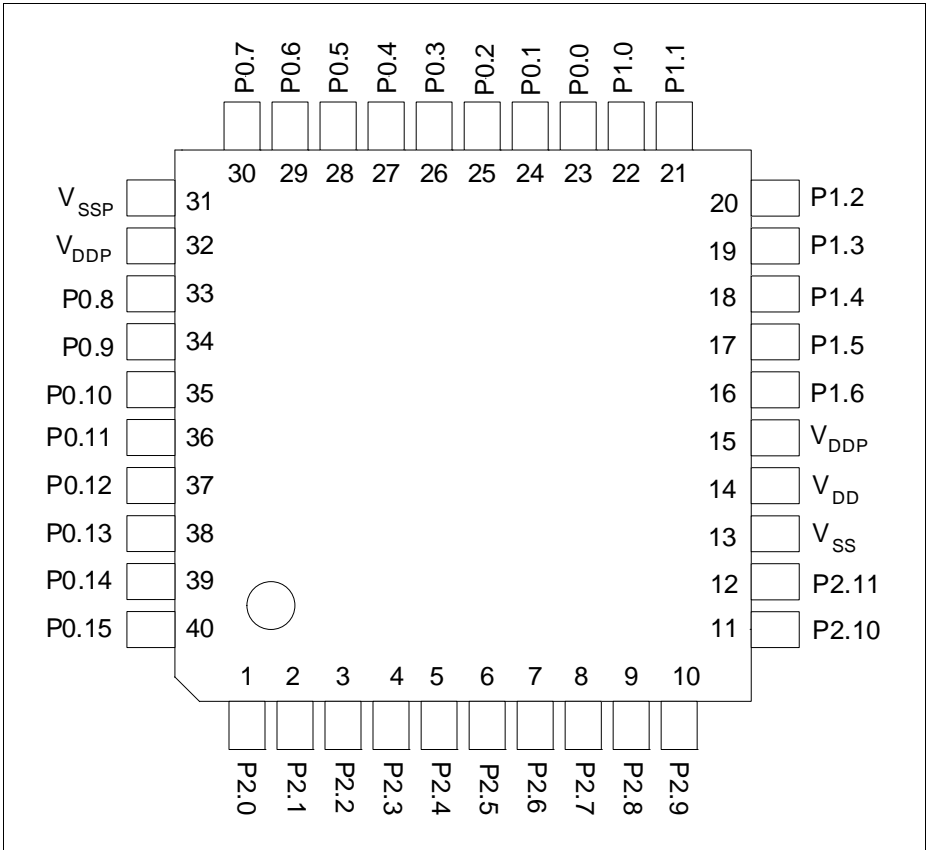 P0.7 P0.6 P0.5 P0.4 P0.3 P0.2 P0.1 P0.0 P1.0 P1.1
30 29 28 27 26 25 24 23 22 21
VSSP 31 20 P1.2
VDDP 32 19 P1.3
P0.8 33 18 P1.4
P0.9 34 17 P1.5
P0.10 35 16 P1.6
P0.11 36 15 VDDP
P0.12 37 14 VDD
P0.13 38 13 VSS
P0.14 39 12 P2.11
P0.15 40 11 P2.10
1 2 3 4 5 6 7 8 9 10
P2.0 P2.1 P2.2 P2.3 P2.4 P2.5 P2.6 P2.7 P2.8 P2.9